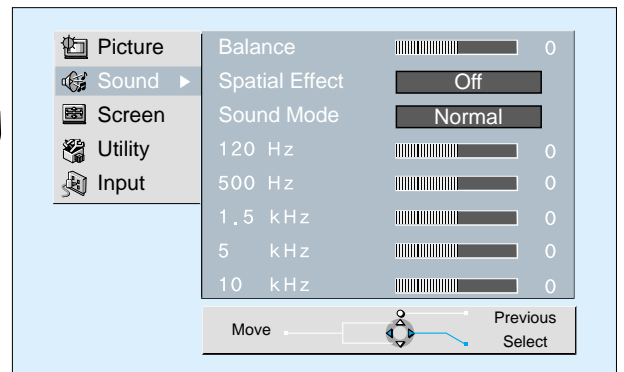 Picture
Sound
Screen
Utility
Input
Balance 0
Spatial Effect Off
Sound Mode Normal
120 Hz 0
500 Hz 0
1.5 kHz 0
5 kHz 0
10 kHz 0
Move
Previous
Select